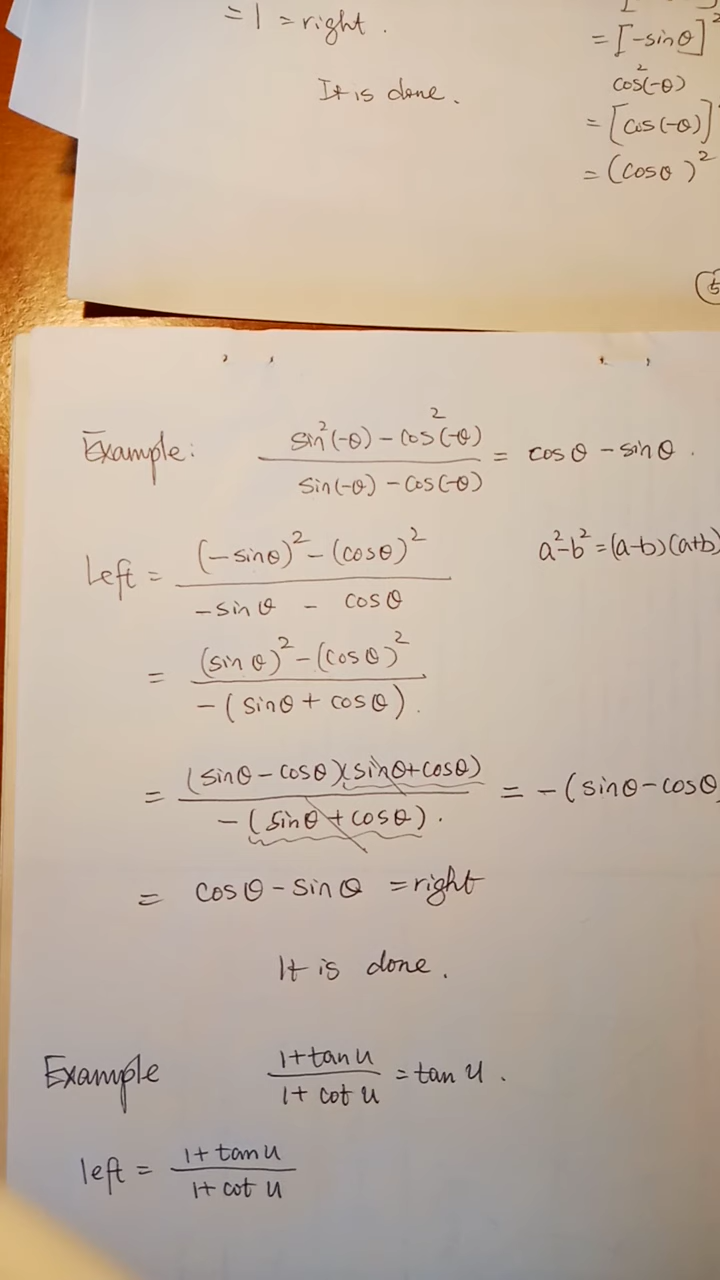 = 1 = right.
= [-sinθ]²
It is done.
cos²(-θ)
= [cos(-θ)]
= (cosθ)²
Example: (sin²(-θ) - cos²(-θ)) / (sin(-θ) - cos(-θ)) = cosθ - sinθ.
Left = ((-sinθ)² - (cosθ)²) / (-sinθ - cosθ)
a²-b²=(a-b)(a+b)
= ((sinθ)² - (cosθ)²) / (-(sinθ + cosθ)).
= ((sinθ - cosθ)(sinθ+cosθ)) / (-(sinθ + cosθ)). = -(sinθ-cosθ
= cosθ - sinθ = right
It is done.
Example (1+tan u) / (1+ cot u) = tan u.
left = (1+ tan u) / (1+ cot u)